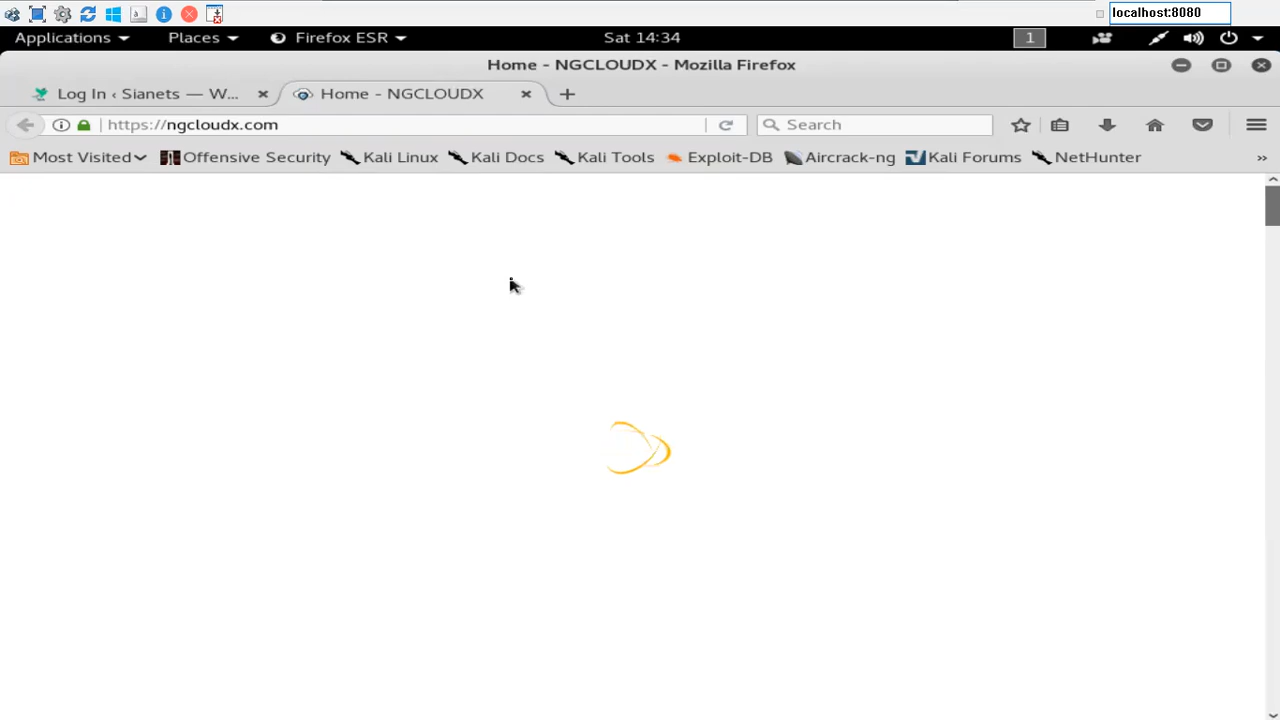 localhost:8080
Applications Places Firefox ESR Sat 14:34 1
Home - NGCLOUDX - Mozilla Firefox
Log In ‹ Sianets — W... Home - NGCLOUDX
https://ngcloudx.com Search
Most Visited Offensive Security Kali Linux Kali Docs Kali Tools Exploit-DB Aircrack-ng Kali Forums NetHunter »